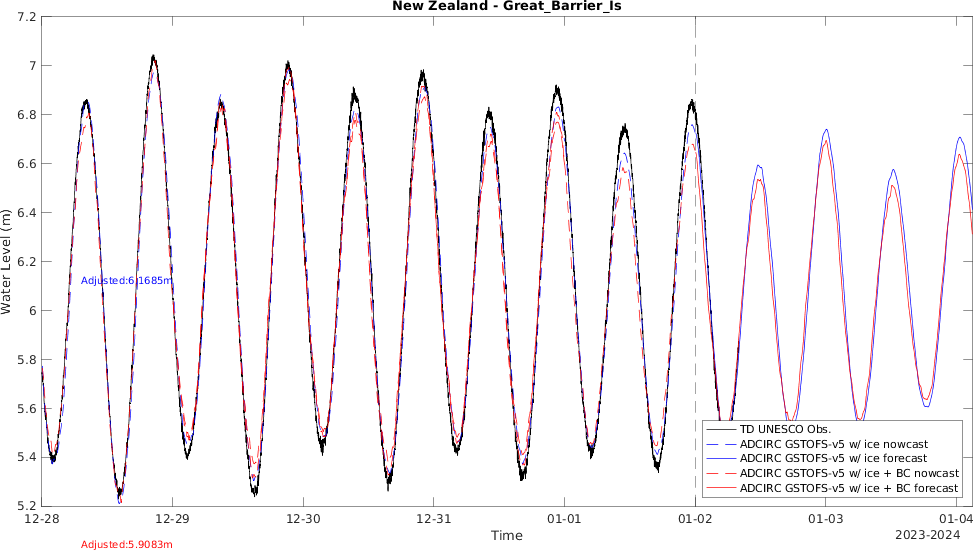 New Zealand - Great_Barrier_Is
7.2
7
6.8
6.6
6.4
6.2
6
5.8
5.6
5.4
5.2
Water Level (m)
Adjusted:6.1685m
TD UNESCO Obs.
ADCIRC GSTOFS-v5 w/ ice nowcast
ADCIRC GSTOFS-v5 w/ ice forecast
ADCIRC GSTOFS-v5 w/ ice + BC nowcast
ADCIRC GSTOFS-v5 w/ ice + BC forecast
12-28 12-29 12-30 12-31 01-01 01-02 01-03 01-04
Time
2023-2024
Adjusted:5.9083m